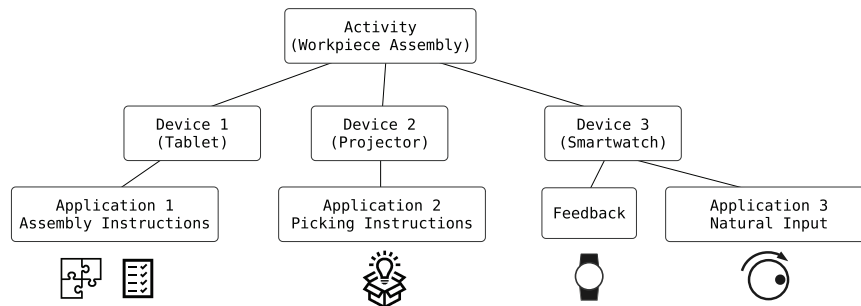 Activity
(Workpiece Assembly)
Device 1
(Tablet)
Device 2
(Projector)
Device 3
(Smartwatch)
Application 1
Assembly Instructions
Application 2
Picking Instructions
Feedback
Application 3
Natural Input